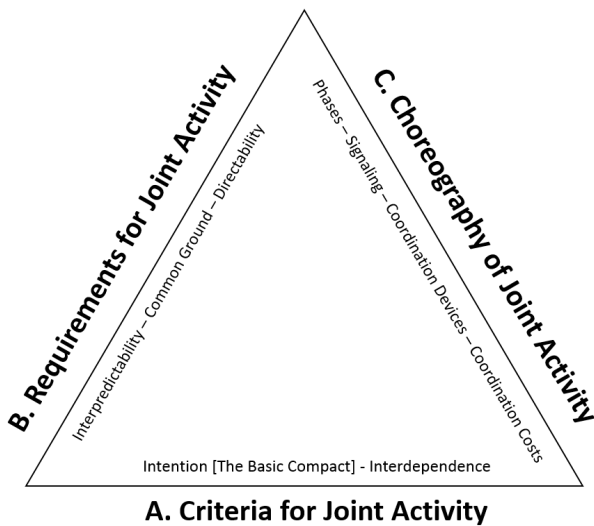 B. Requirements for Joint Activity
Interpredictability – Common Ground – Directability
C. Choreography of Joint Activity
Phases – Signaling – Coordination Devices – Coordination Costs
Intention [The Basic Compact] - Interdependence
A. Criteria for Joint Activity